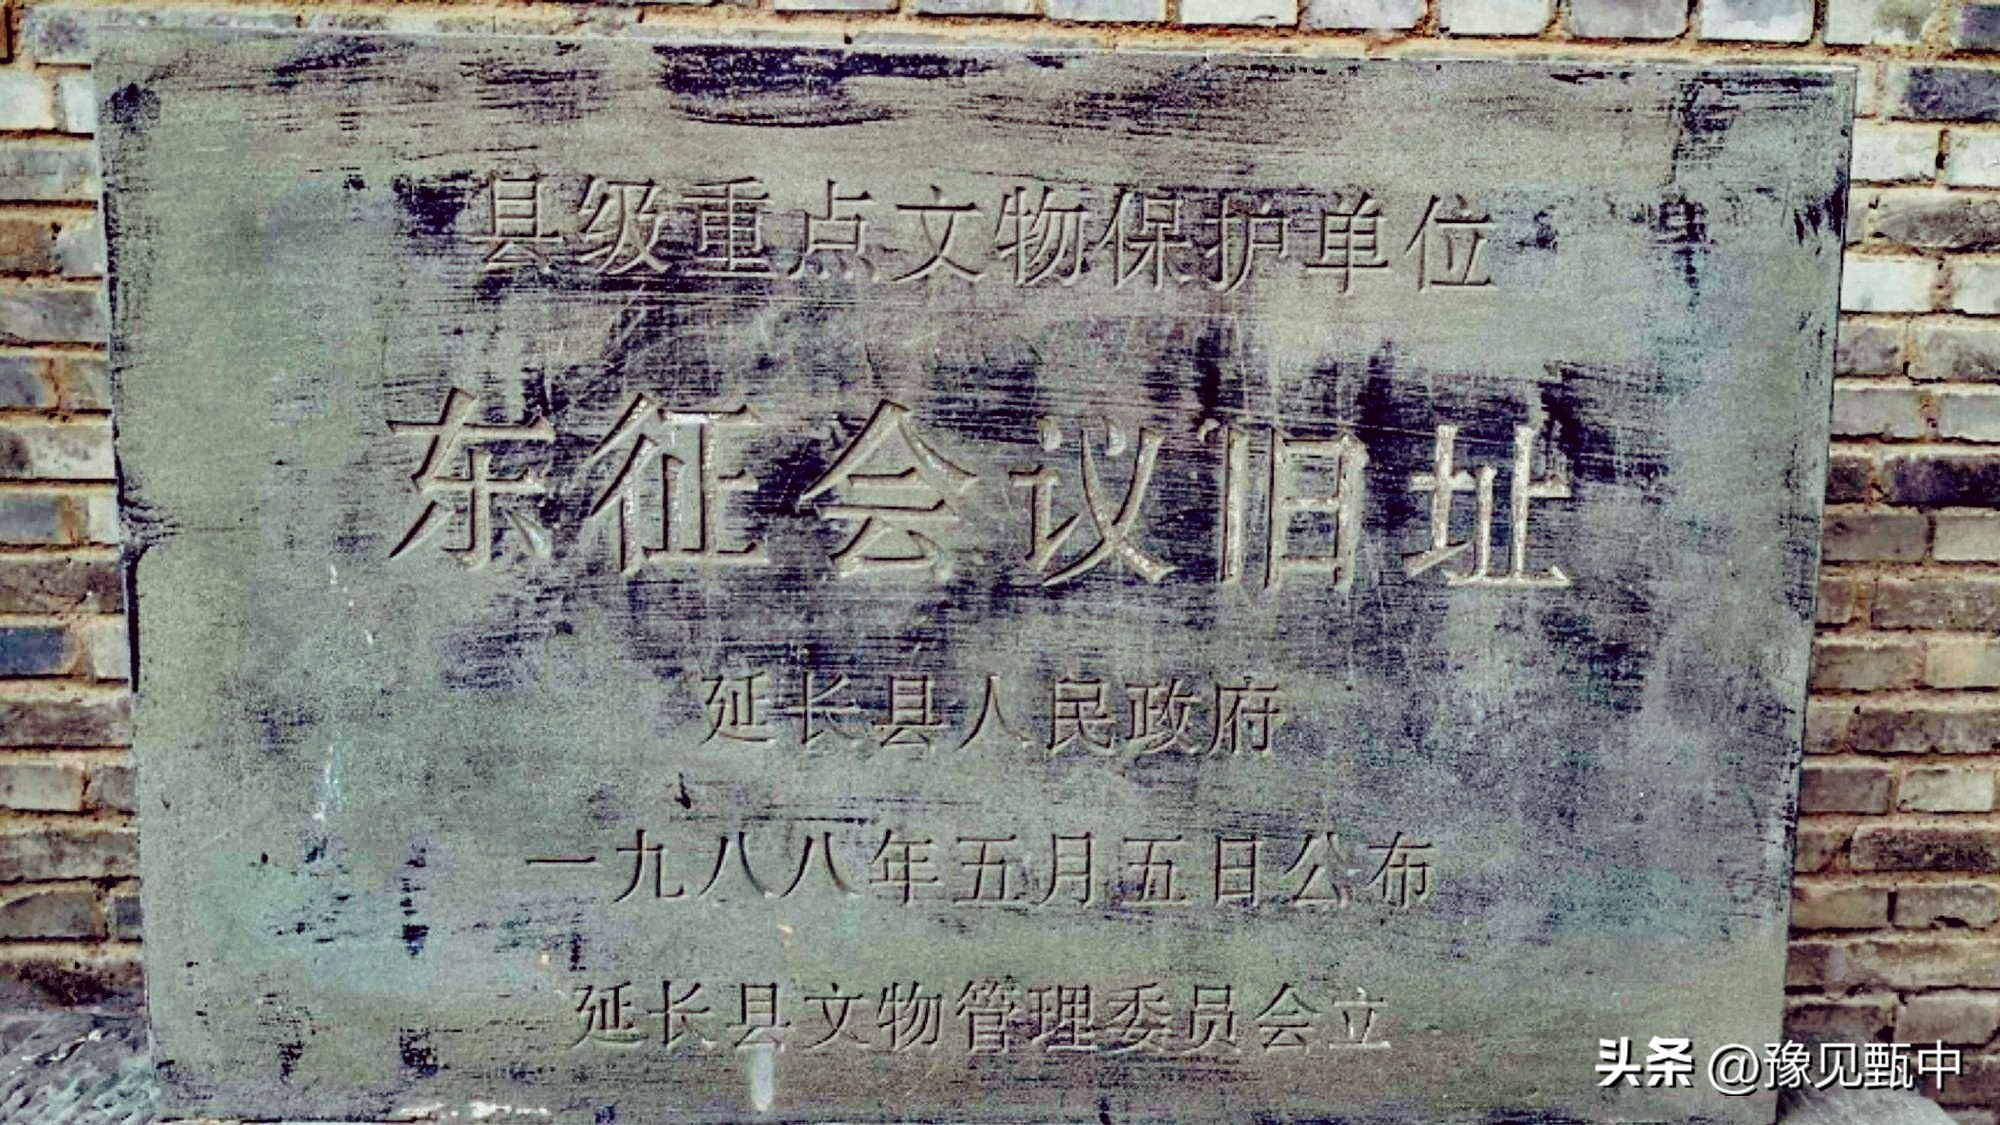 县级重点文物保护单位
东征会议旧址
延长县人民政府
一九八八年五月五日公布
延长县文物管理委员会立
头条 @豫见甄中